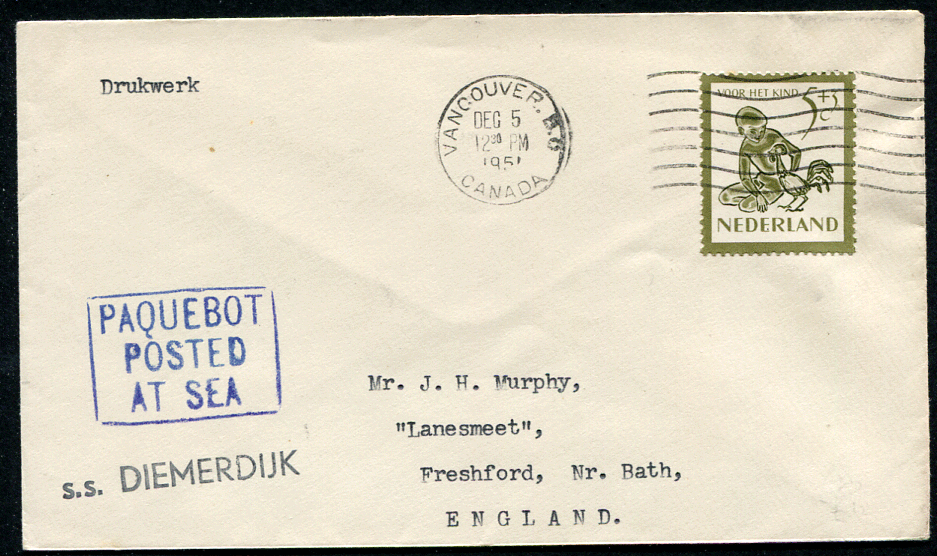 Drukwerk
VANCOUVER. B.C
DEC 5
12³⁰ PM
1951
CANADA
VOOR HET KIND 5+3 c
NEDERLAND
PAQUEBOT
POSTED
AT SEA
s.s. DIEMERDIJK
Mr. J. H. Murphy,
"Lanesmeet",
Freshford, Nr. Bath,
ENGLAND.